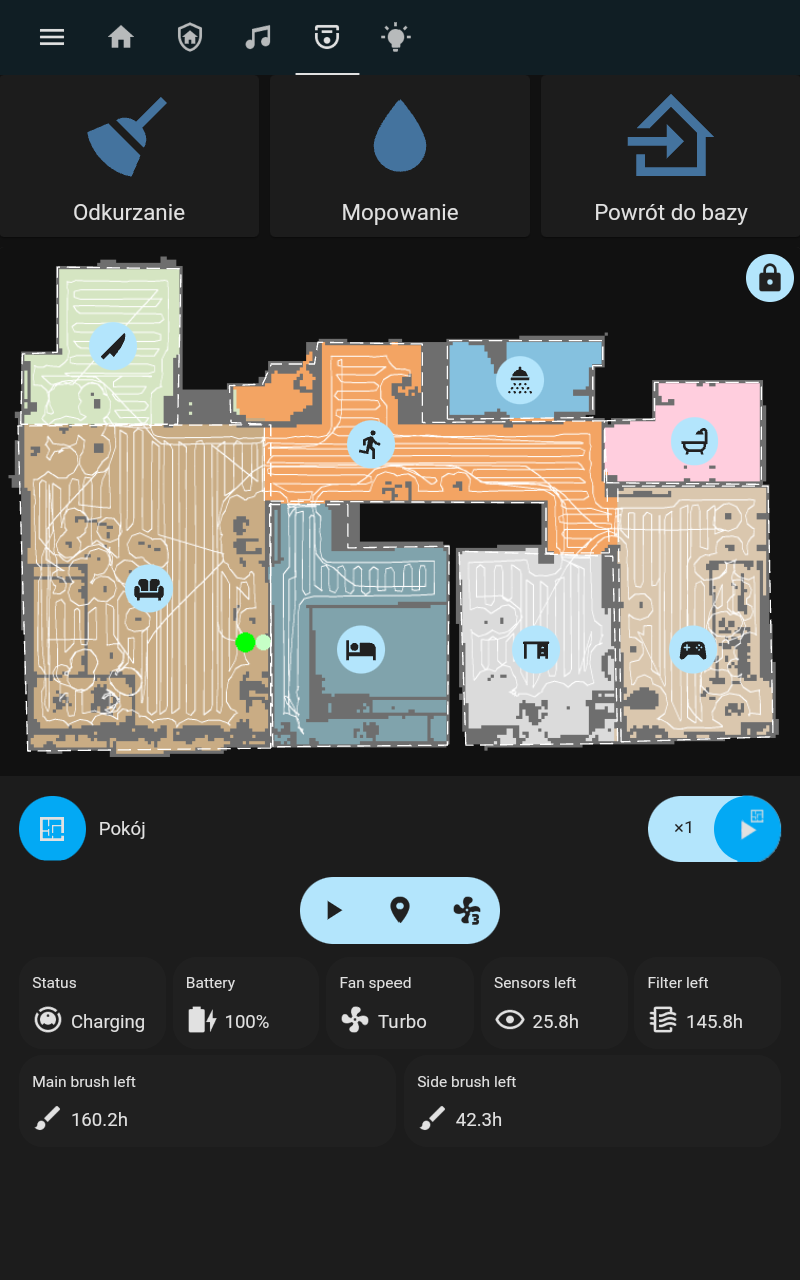 Odkurzanie
Mopowanie
Powrót do bazy
Pokój
×1
3
Status
Battery
Fan speed
Sensors left
Filter left
Charging
100%
Turbo
25.8h
145.8h
Main brush left
Side brush left
160.2h
42.3h